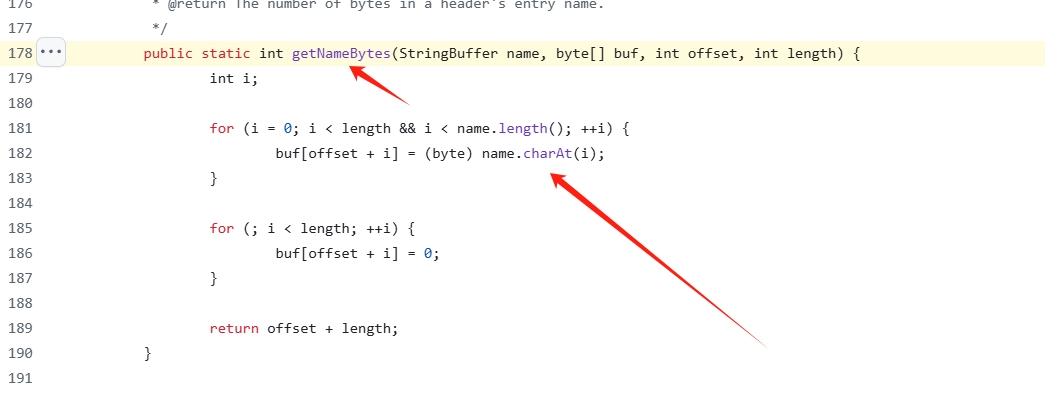 176 * @return The number of bytes in a header's entry name.
177 */
178 ... public static int getNameBytes(StringBuffer name, byte[] buf, int offset, int length) {
179 int i;
180
181 for (i = 0; i < length && i < name.length(); ++i) {
182 buf[offset + i] = (byte) name.charAt(i);
183 }
184
185 for (; i < length; ++i) {
186 buf[offset + i] = 0;
187 }
188
189 return offset + length;
190 }
191